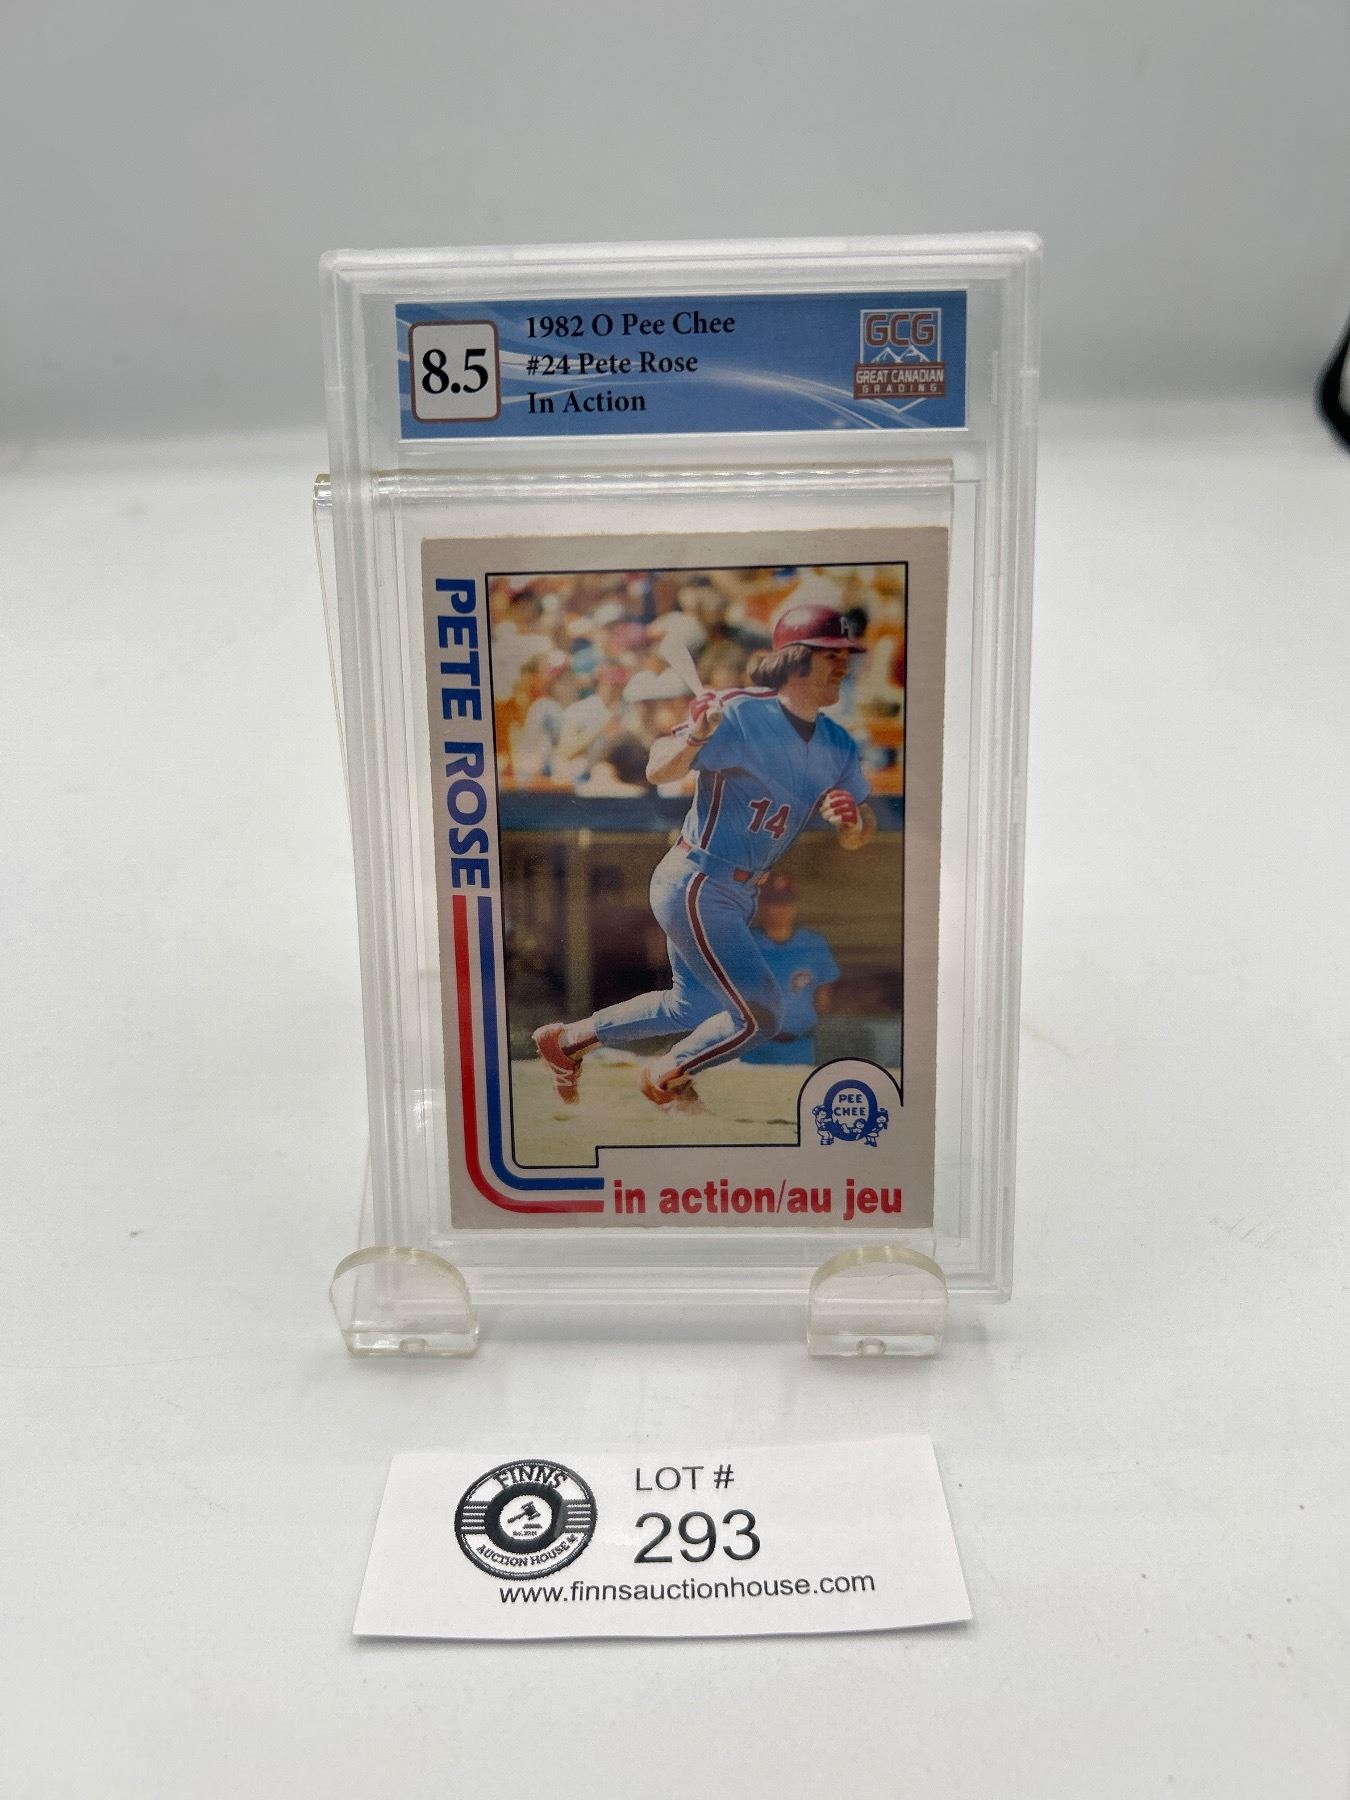 8.5
1982 O Pee Chee
#24 Pete Rose
In Action
GCG
GREAT CANADIAN
GRADING
PETE ROSE
14
PEE
CHEE
in action/au jeu
FINNS
AUCTION HOUSE
LOT #
293
www.finnsauctionhouse.com